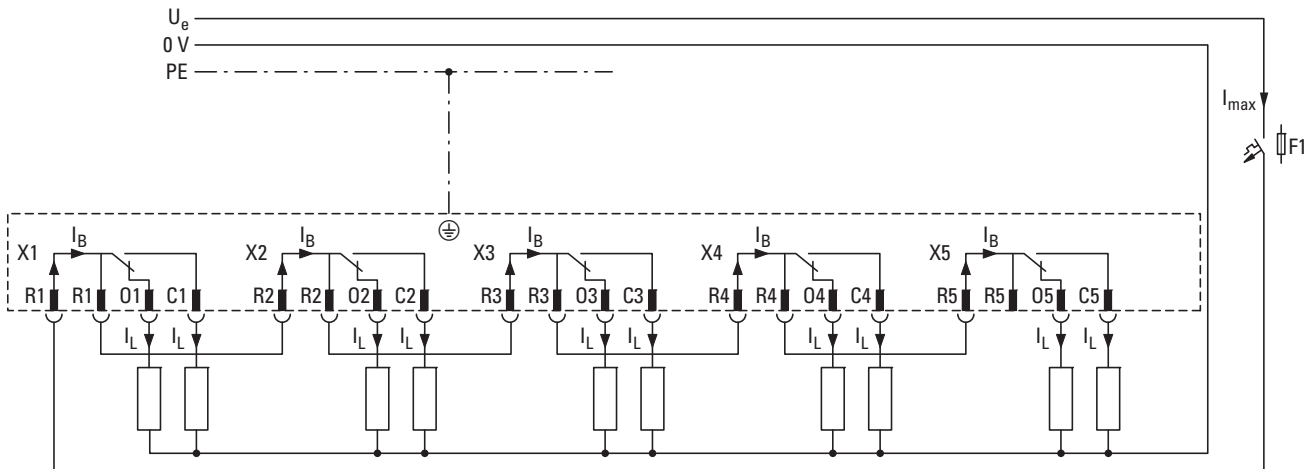 Ue
0 V
PE
Imax
F1
X1 IB X2 IB X3 IB X4 IB X5 IB
R1 R1 O1 C1 R2 R2 O2 C2 R3 R3 O3 C3 R4 R4 O4 C4 R5 R5 O5 C5
IL IL IL IL IL IL IL IL IL IL